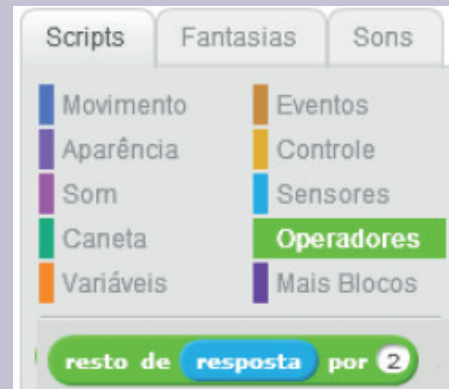 Scripts Fantasias Sons
Movimento Eventos
Aparência Controle
Som Sensores
Caneta Operadores
Variáveis Mais Blocos
resto de resposta por 2